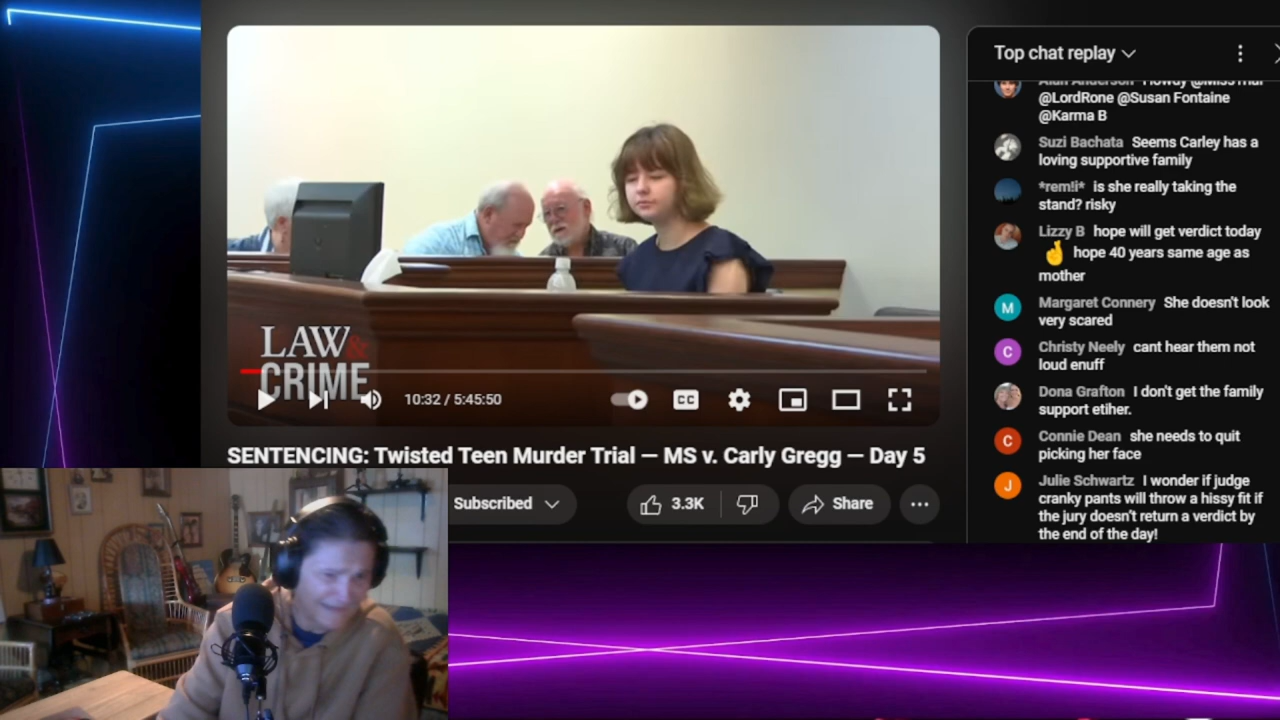 Top chat replay
Alan Anderson Howdy @MissTrial
@LordRone @Susan Fontaine
@Karma B
Suzi Bachata Seems Carley has a
loving supportive family
*rem!i* is she really taking the
stand? risky
Lizzy B hope will get verdict today
🤞 hope 40 years same age as
mother
Margaret Connery She doesn't look
very scared
Christy Neely cant hear them not
loud enuff
Dona Grafton I don't get the family
support etiher.
Connie Dean she needs to quit
picking her face
Julie Schwartz I wonder if judge
cranky pants will throw a hissy fit if
the jury doesn't return a verdict by
the end of the day!
M
C
C
J
LAW&
CRIME
10:32 / 5:45:50
CC
SENTENCING: Twisted Teen Murder Trial — MS v. Carly Gregg — Day 5
Subscribed
3.3K
Share